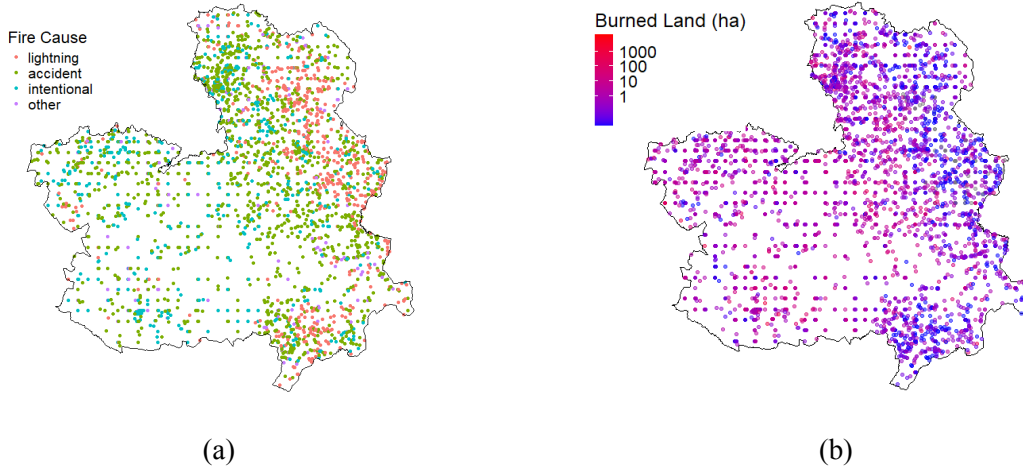 Fire Cause
lightning
accident
intentional
other
(a)
Burned Land (ha)
1000
100
10
1
(b)